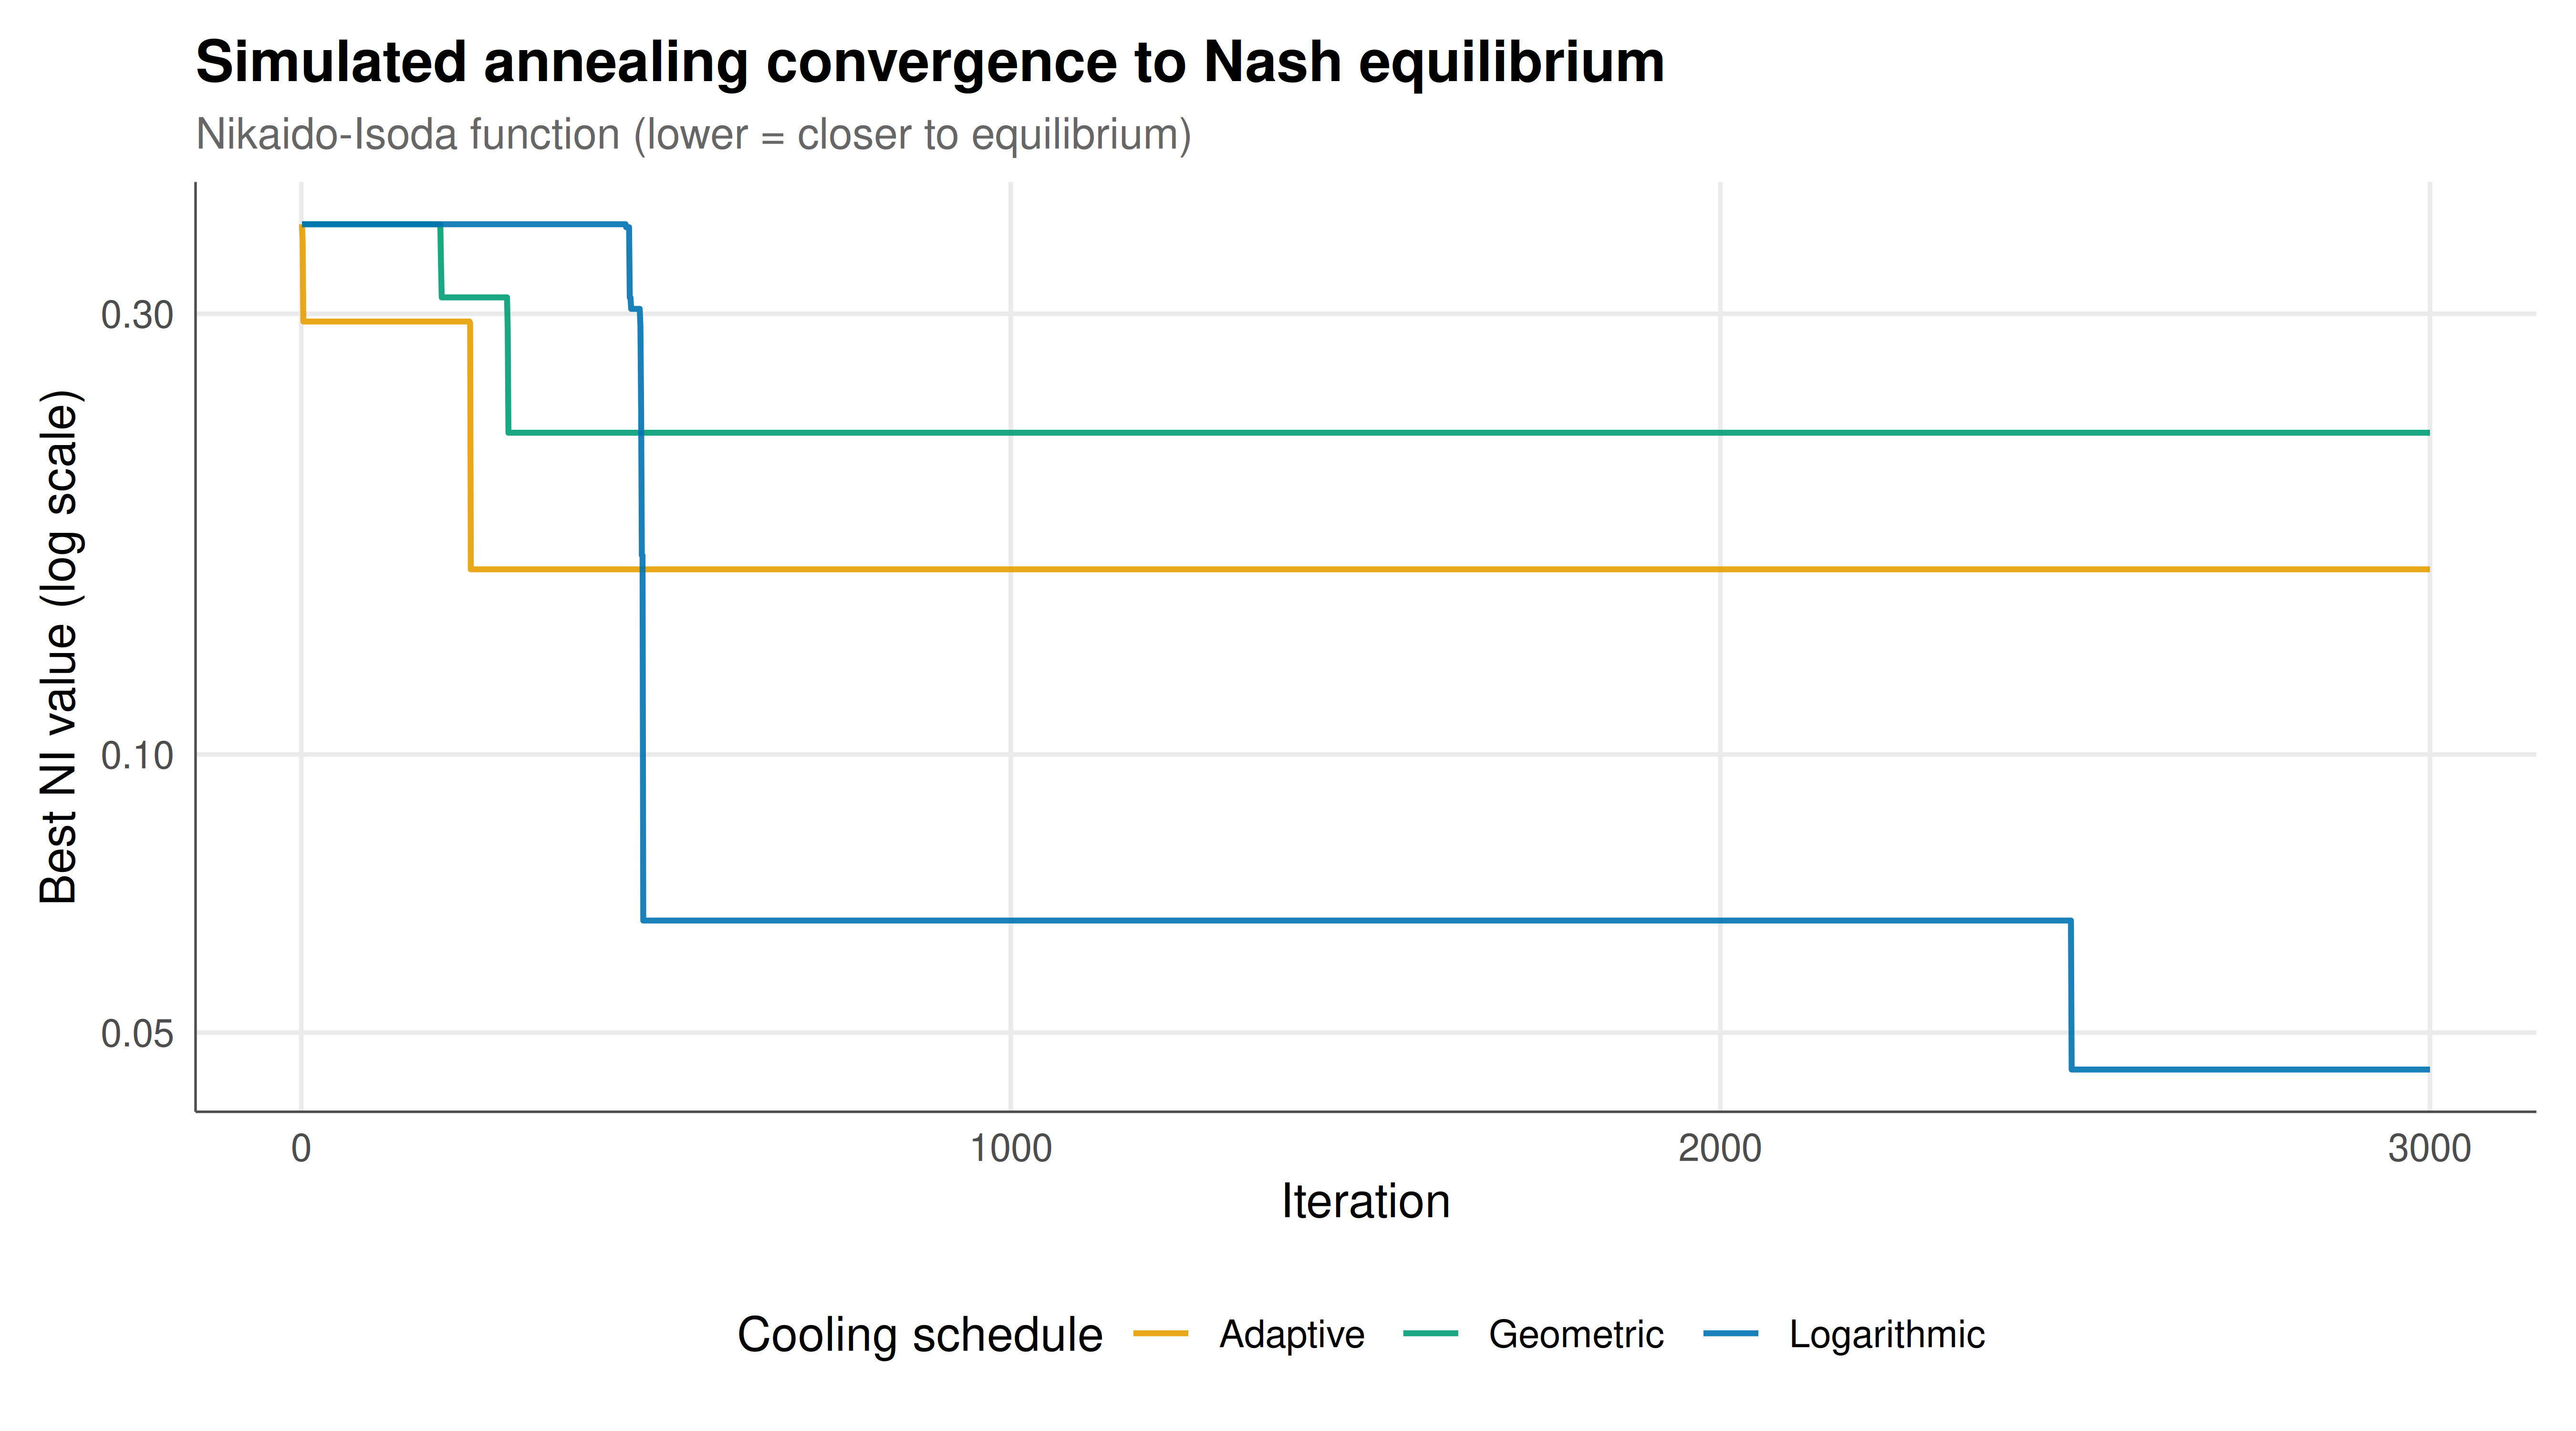 Simulated annealing convergence to Nash equilibrium
Nikaido-Isoda function (lower = closer to equilibrium)
Best NI value (log scale)
0.30
0.10
0.05
0 1000 2000 3000
Iteration
Cooling schedule Adaptive Geometric Logarithmic